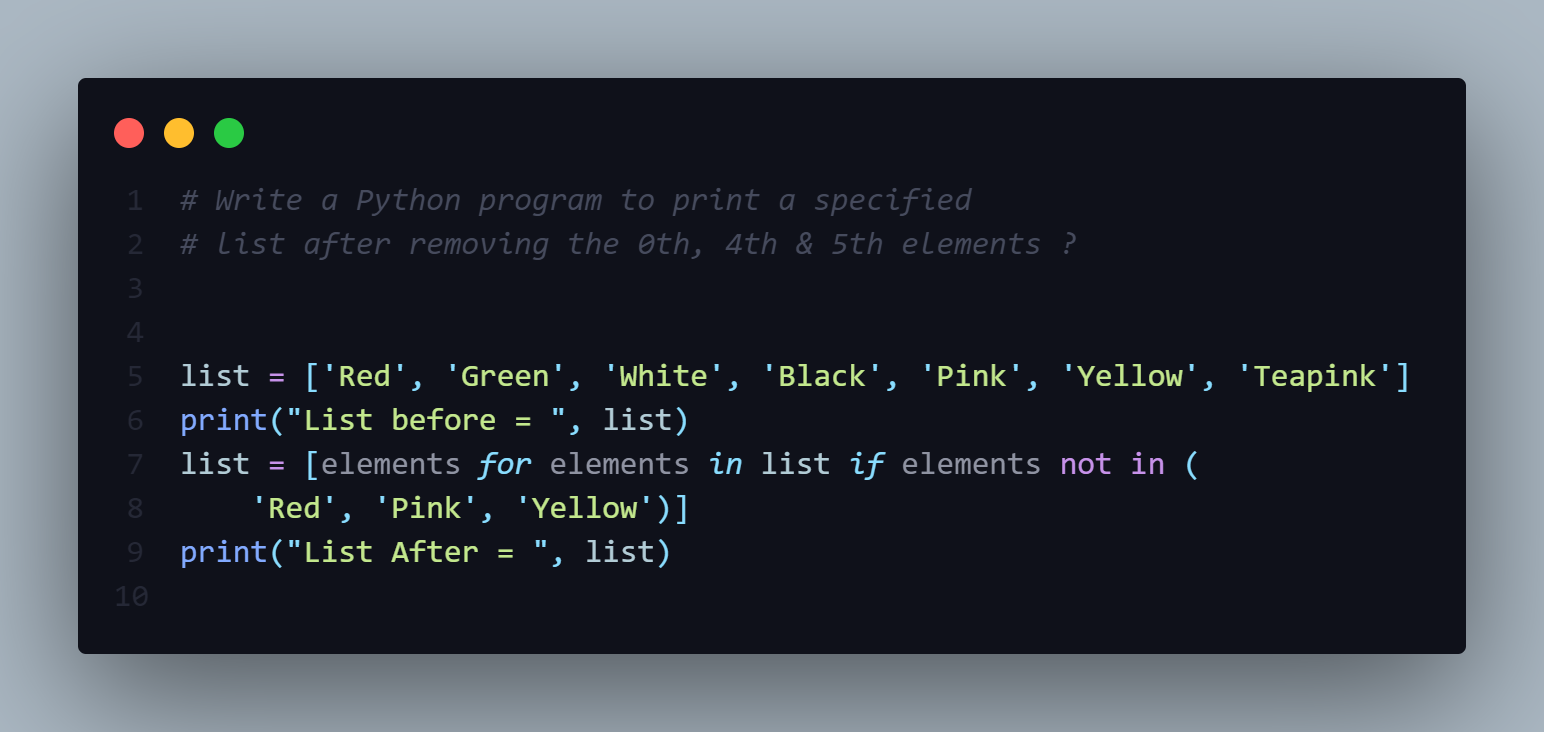 1 # Write a Python program to print a specified
2 # list after removing the 0th, 4th & 5th elements ?
3
4
5 list = ['Red', 'Green', 'White', 'Black', 'Pink', 'Yellow', 'Teapink']
6 print("List before = ", list)
7 list = [elements for elements in list if elements not in (
8     'Red', 'Pink', 'Yellow')]
9 print("List After = ", list)
10